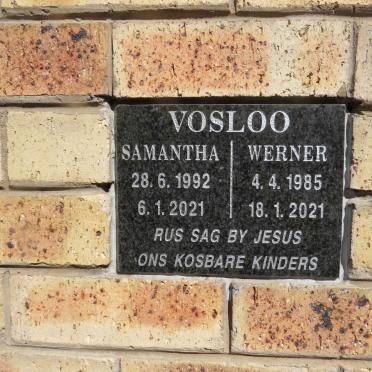 VOSLOO
SAMANTHA WERNER
28. 6. 1992 4. 4. 1985
6. 1. 2021 18. 1. 2021
RUS SAG BY JESUS
ONS KOSBARE KINDERS